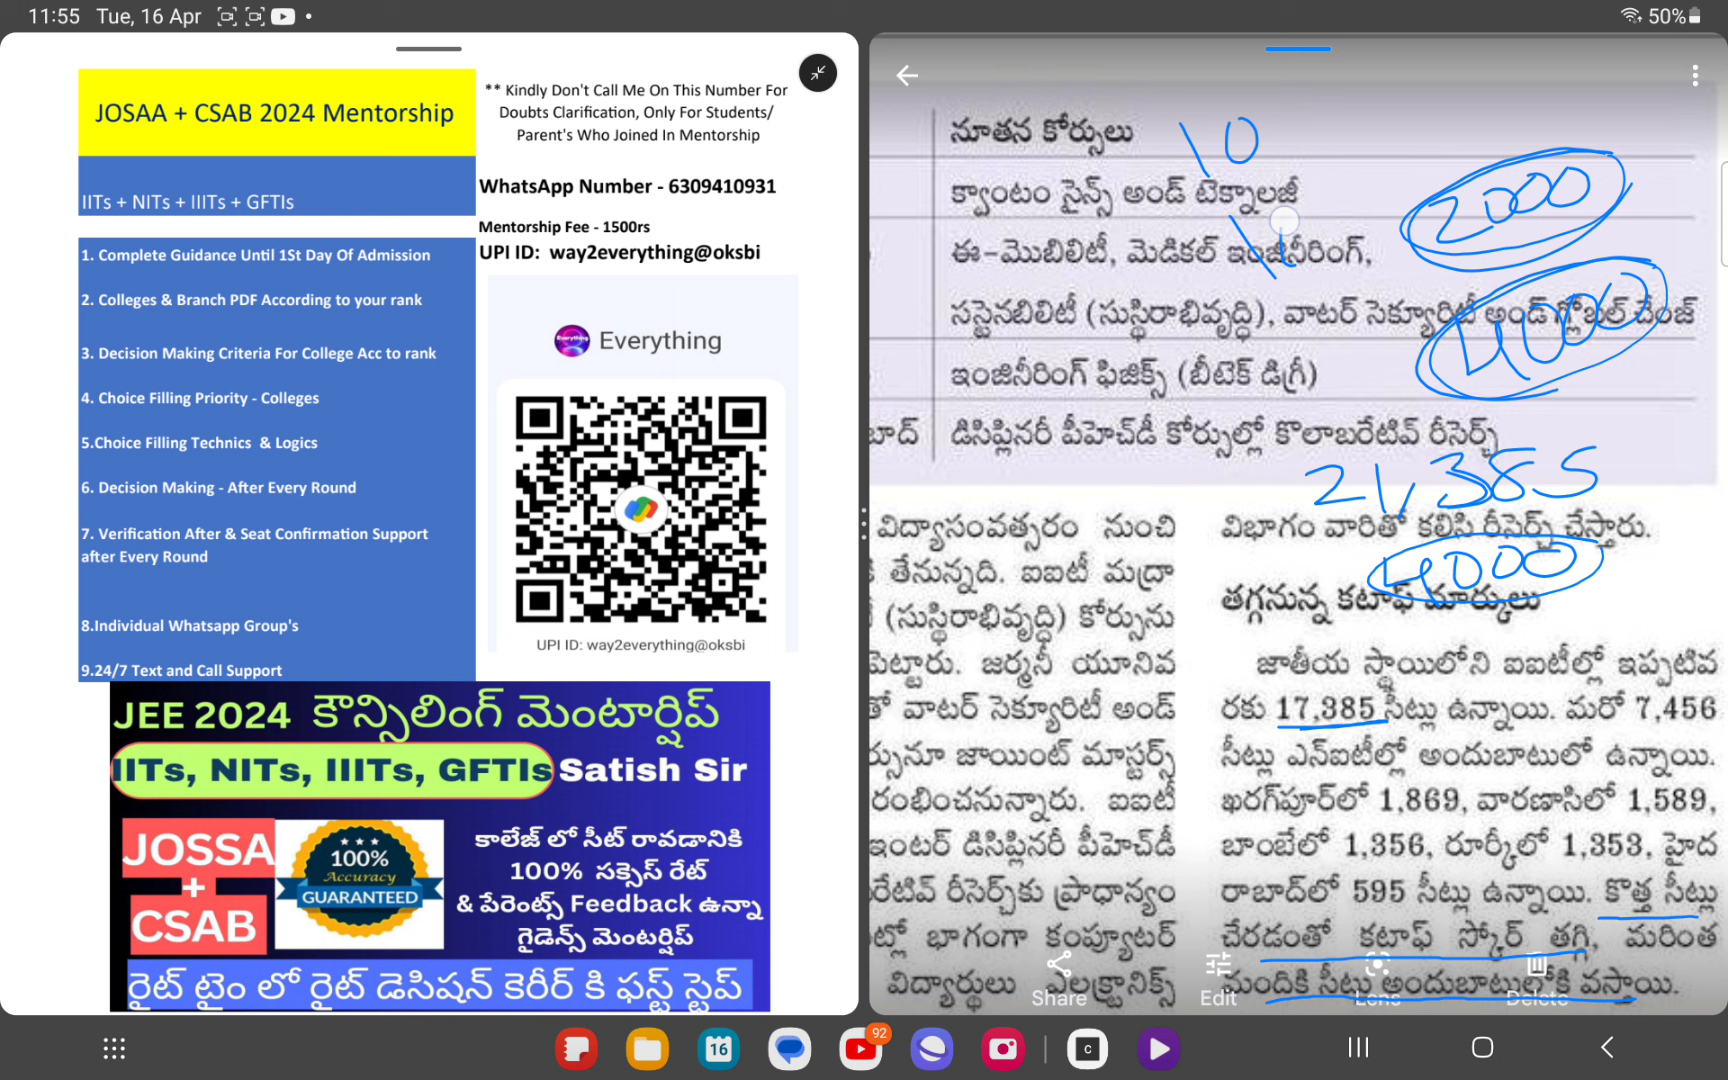 11:55 Tue, 16 Apr
50%
JOSAA + CSAB 2024 Mentorship
IITs + NITs + IIITs + GFTIs
1. Complete Guidance Until 1St Day Of Admission
2. Colleges & Branch PDF According to your rank
3. Decision Making Criteria For College Acc to rank
4. Choice Filling Priority - Colleges
5.Choice Filling Technics & Logics
6. Decision Making - After Every Round
7. Verification After & Seat Confirmation Support
after Every Round
8.Individual Whatsapp Group's
9.24/7 Text and Call Support
** Kindly Don't Call Me On This Number For
Doubts Clarification, Only For Students/
Parent's Who Joined In Mentorship
WhatsApp Number - 6309410931
Mentorship Fee - 1500rs
UPI ID: way2everything@oksbi
Everything
UPI ID: way2everything@oksbi
JEE 2024 కౌన్సిలింగ్ మెంటార్షిప్
IITs, NITs, IIITs, GFTIs Satish Sir
JOSSA
+
CSAB
100%
Accuracy
GUARANTEED
కాలేజ్ లో సీట్ రావడానికి
100% సక్సెస్ రేట్
& పేరెంట్స్ Feedback ఉన్నా
గైడెన్స్ మెంటర్షిప్
రైట్ టైం లో రైట్ డెసిషన్ కెరీర్ కి ఫస్ట్ స్టెప్
నూతన కోర్సులు
10
క్వాంటం సైన్స్ అండ్ టెక్నాలజీ
2000
ఈ-మొబిలిటీ, మెడికల్ ఇంజినీరింగ్,
సస్టైనబిలిటీ (సుస్థిరాభివృద్ధి), వాటర్ సెక్యూరిటీ అండ్ గ్లోబల్ చేంజ్
4000
ఇంజినీరింగ్ ఫిజిక్స్ (బీటెక్ డిగ్రీ)
బాద్ డిసిప్లినరీ పీహెచ్‌డీ కోర్సుల్లో కొలాబరేటివ్ రీసెర్చ్
21,385
4000
విద్యాసంవత్సరం నుంచి
తేనున్నది. ఐఐటీ మద్రా
(సుస్థిరాభివృద్ధి) కోర్సును
పెట్టారు. జర్మనీ యూనివ
తో వాటర్ సెక్యూరిటీ అండ్
ర్సునూ జాయింట్ మాస్టర్స్
రంభించనున్నారు. ఐఐటీ
ఇంటర్ డిసిప్లినరీ పీహెచ్‌డీ
రేటివ్ రీసెర్చ్‌కు ప్రాధాన్యం
ట్లో భాగంగా కంప్యూటర్
విద్యార్థులు ఎలక్ట్రానిక్స్
విభాగం వారితో కలిసి రీసెర్చ్ చేస్తారు.
తగ్గనున్న కటాఫ్ మార్కులు
జాతీయ స్థాయిలోని ఐఐటీల్లో ఇప్పటివ
రకు 17,385 సీట్లు ఉన్నాయి. మరో 7,456
సీట్లు ఎన్ఐటీల్లో అందుబాటులో ఉన్నాయి.
ఖరగ్‌పూర్‌లో 1,869, వారణాసిలో 1,589,
బాంబేలో 1,356, రూర్కీలో 1,353, హైద
రాబాద్‌లో 595 సీట్లు ఉన్నాయి. కొత్త సీట్లు
చేరడంతో కటాఫ్ స్కోర్ తగ్గి, మరింత
మందికి సీట్లు అందుబాటులోకి వస్తాయి.
Share Edit Lens Delete
92
16